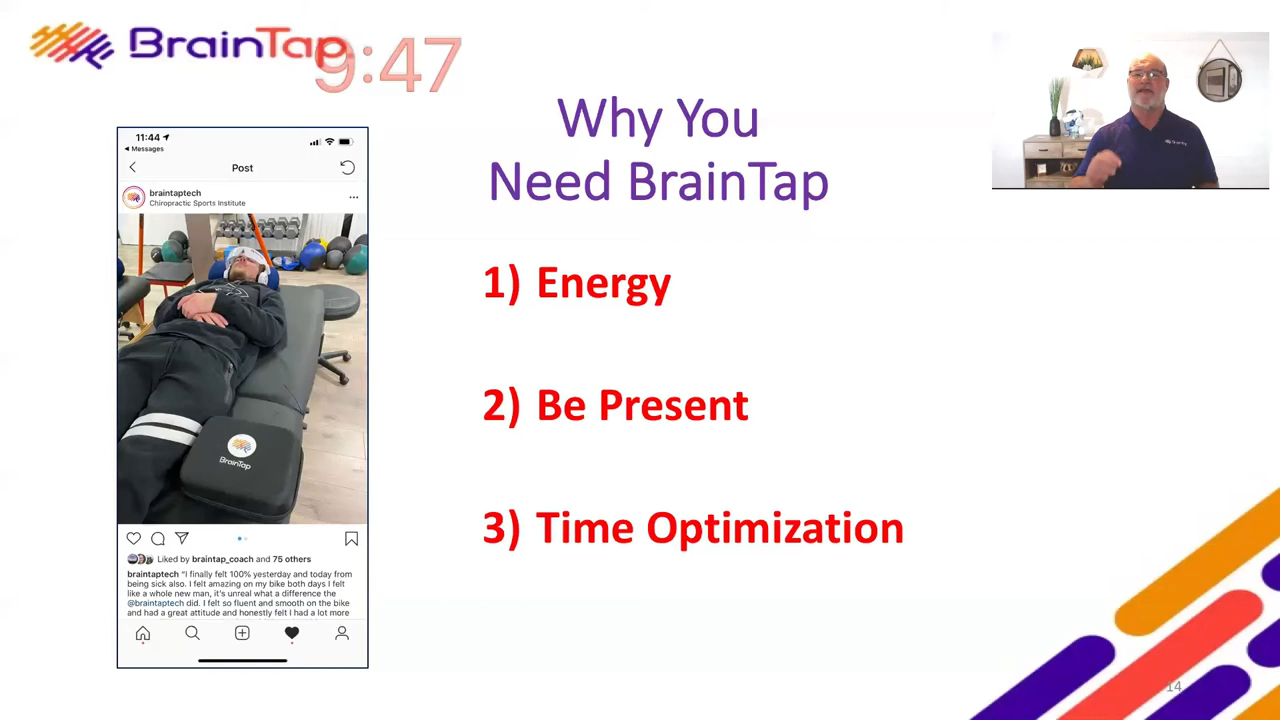 BrainTap
9:47
Why You
Need BrainTap
11:44
Messages
Post
braintaptech
Chiropractic Sports Institute
BrainTap
Liked by braintap_coach and 75 others
braintaptech "I finally felt 100% yesterday and today from
being sick also. I felt amazing on my bike both days I felt
like a whole new man, it's unreal what a difference the
@braintaptech did. I felt so fluent and smooth on the bike
and had a great attitude and honestly felt I had a lot more
1) Energy
2) Be Present
3) Time Optimization
14